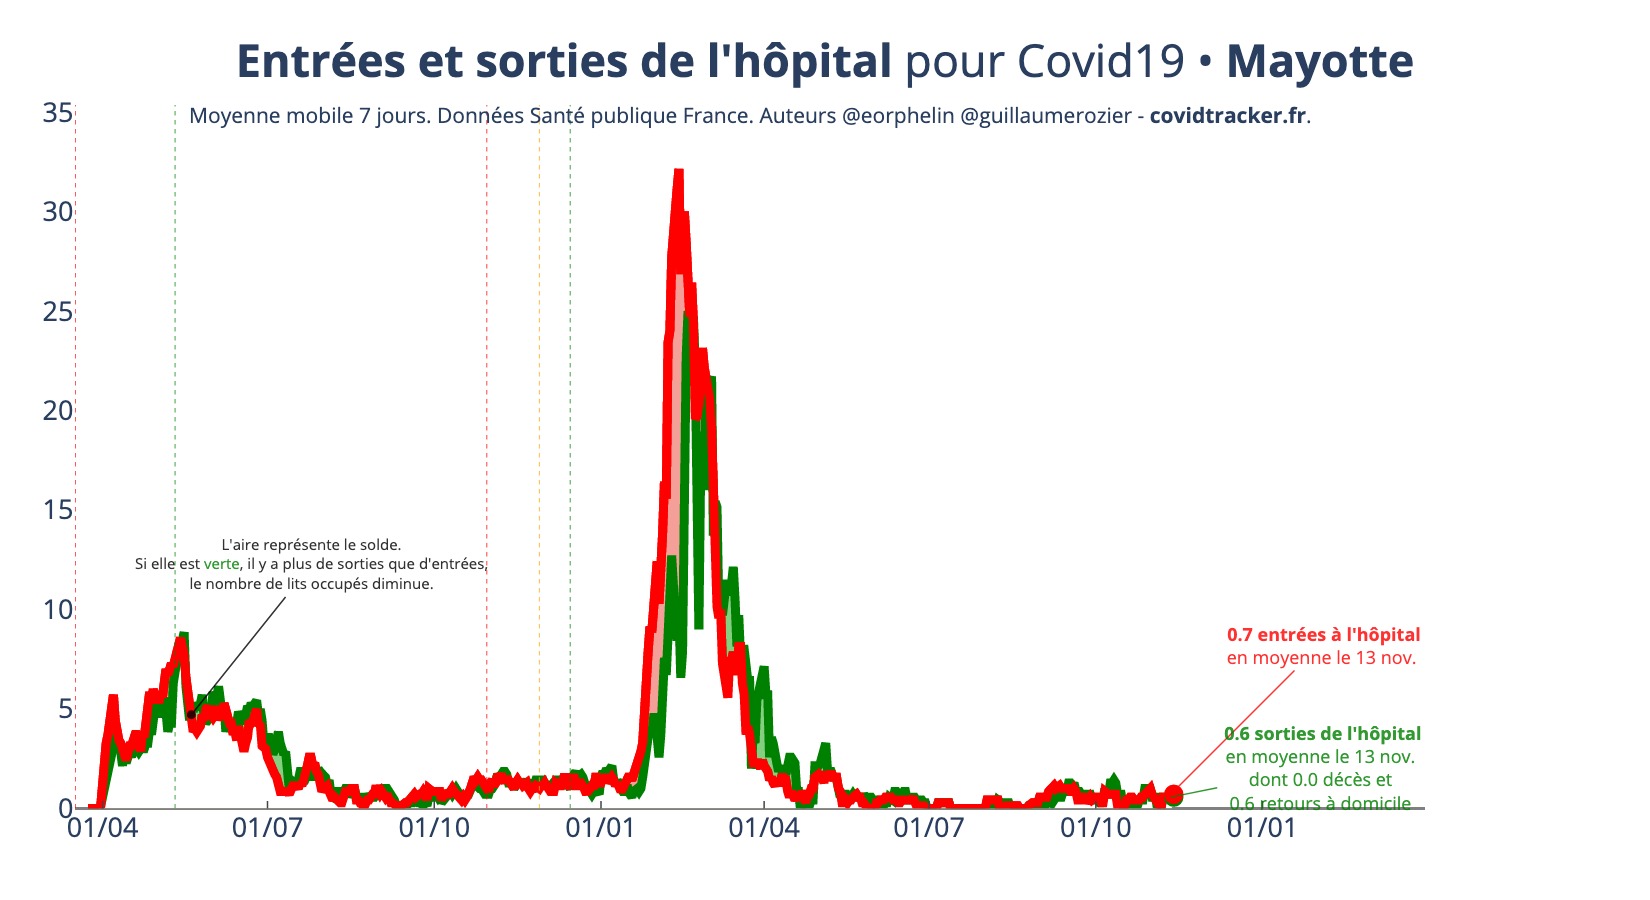 Entrées et sorties de l'hôpital pour Covid19 • Mayotte
Moyenne mobile 7 jours. Données Santé publique France. Auteurs @eorphelin @guillaumerozier - covidtracker.fr.
35
30
25
20
15
10
5
0
L'aire représente le solde.
Si elle est verte, il y a plus de sorties que d'entrées,
le nombre de lits occupés diminue.
0.7 entrées à l'hôpital
en moyenne le 13 nov.
0.6 sorties de l'hôpital
en moyenne le 13 nov.
dont 0.0 décès et
0.6 retours à domicile
01/04 01/07 01/10 01/01 01/04 01/07 01/10 01/01